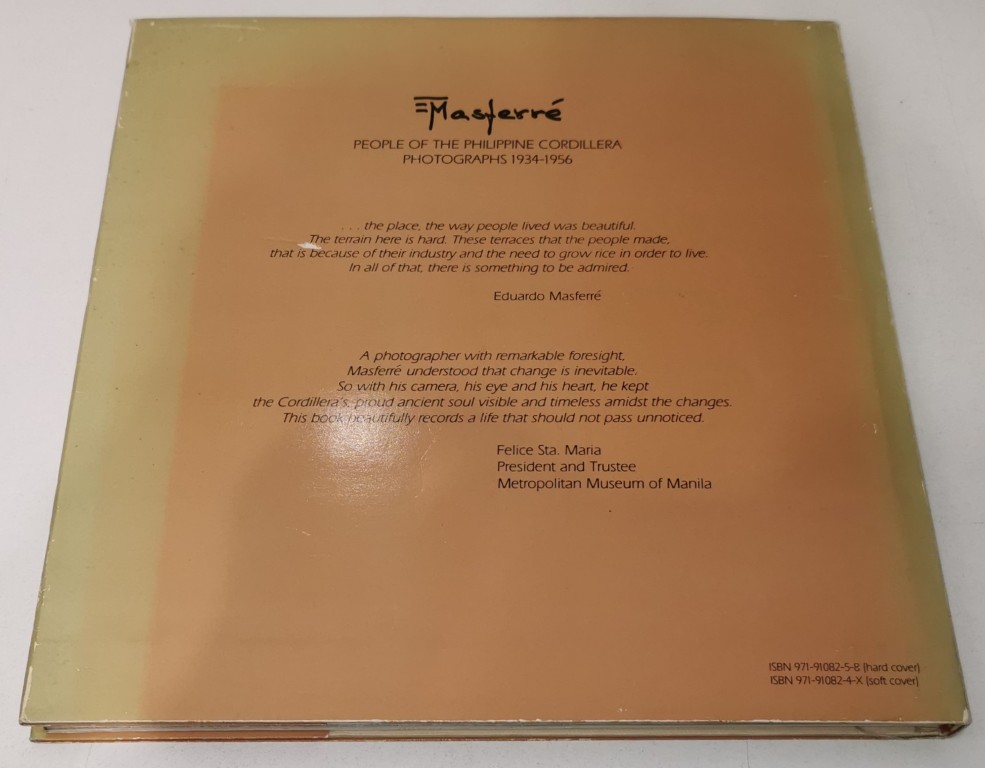 EMasferré
PEOPLE OF THE PHILIPPINE CORDILLERA
PHOTOGRAPHS 1934-1956
. . . the place, the way people lived was beautiful.
The terrain here is hard. These terraces that the people made,
that is because of their industry and the need to grow rice in order to live.
In all of that, there is something to be admired.
Eduardo Masferré
A photographer with remarkable foresight,
Masferré understood that change is inevitable.
So with his camera, his eye and his heart, he kept
the Cordillera's proud ancient soul visible and timeless amidst the changes.
This book beautifully records a life that should not pass unnoticed.
Felice Sta. Maria
President and Trustee
Metropolitan Museum of Manila
ISBN 971-91082-5-8 (hard cover)
ISBN 971-91082-4-X (soft cover)